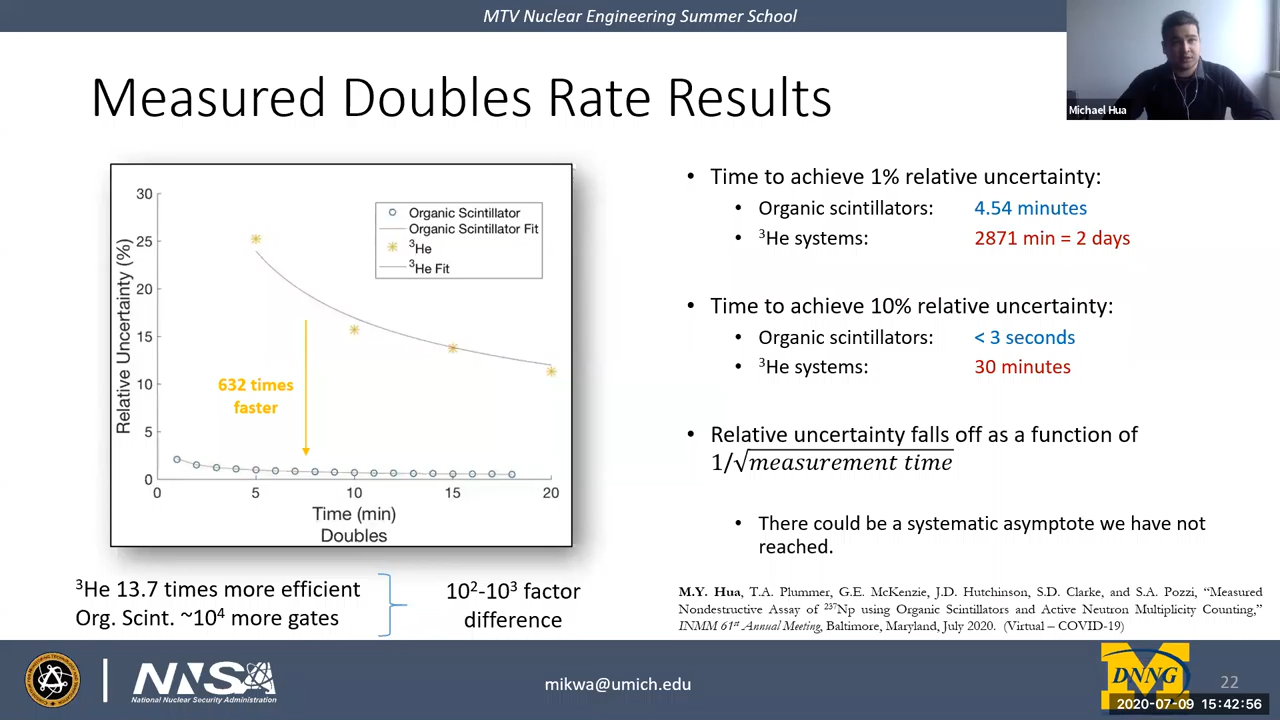 MTV Nuclear Engineering Summer School
Michael Hua
Measured Doubles Rate Results
30
25
20
15
10
5
0
0
5
10
15
20
Relative Uncertainty (%)
Time (min)
Doubles
Organic Scintillator
Organic Scintillator Fit
³He
³He Fit
632 times
faster
³He 13.7 times more efficient
Org. Scint. ~10⁴ more gates
10²-10³ factor
difference
• Time to achieve 1% relative uncertainty:
• Organic scintillators: 4.54 minutes
• ³He systems: 2871 min = 2 days
• Time to achieve 10% relative uncertainty:
• Organic scintillators: < 3 seconds
• ³He systems: 30 minutes
• Relative uncertainty falls off as a function of
1/√measurement time
• There could be a systematic asymptote we have not
reached.
M.Y. Hua, T.A. Plummer, G.E. McKenzie, J.D. Hutchinson, S.D. Clarke, and S.A. Pozzi, “Measured
Nondestructive Assay of ²³⁷Np using Organic Scintillators and Active Neutron Multiplicity Counting,”
INMM 61ˢᵗ Annual Meeting, Baltimore, Maryland, July 2020. (Virtual – COVID-19)
NNSA
National Nuclear Security Administration
mikwa@umich.edu
DNNG
22
2020-07-09 15:42:56